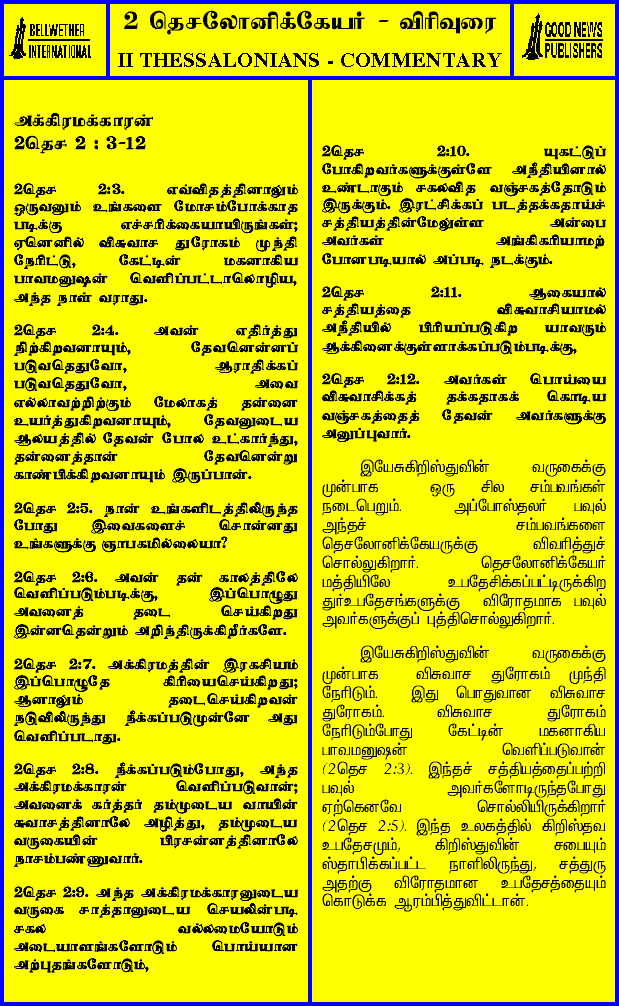 BELLWETHER
INTERNATIONAL
2 தெசலோனிக்கேயர் - விரிவுரை
II THESSALONIANS - COMMENTARY
GOOD NEWS
PUBLISHERS
அக்கிரமக்காரன்
2தெச 2 : 3-12
2தெச 2:3. எவ்விதத்தினாலும்
ஒருவனும் உங்களை மோசம்போக்காத
படிக்கு எச்சரிக்கையாயிருங்கள்;
ஏனெனில் விசுவாச துரோகம் முந்தி
நேரிட்டு, கேட்டின் மகனாகிய
பாவமனுஷன் வெளிப்பட்டாலொழிய,
அந்த நாள் வராது.
2தெச 2:4. அவன் எதிர்த்து
நிற்கிறவனாயும், தேவனென்னப்
படுவதெதுவோ, ஆராதிக்கப்
படுவதெதுவோ, அவை
எல்லாவற்றிற்கும் மேலாகத் தன்னை
உயர்த்துகிறவனாயும், தேவனுடைய
ஆலயத்தில் தேவன் போல உட்கார்ந்து,
தன்னைத்தான் தேவனென்று
காண்பிக்கிறவனாயும் இருப்பான்.
2தெச 2:5. நான் உங்களிடத்திலிருந்த
போது இவைகளைச் சொன்னது
உங்களுக்கு ஞாபகமில்லையா?
2தெச 2:6. அவன் தன் காலத்திலே
வெளிப்படும்படிக்கு, இப்பொழுது
அவனைத் தடை செய்கிறது
இன்னதென்றும் அறிந்திருக்கிறீர்களே.
2தெச 2:7. அக்கிரமத்தின் இரகசியம்
இப்பொழுதே கிரியைசெய்கிறது;
ஆனாலும் தடைசெய்கிறவன்
நடுவிலிருந்து நீக்கப்படுமுன்னே அது
வெளிப்படாது.
2தெச 2:8. நீக்கப்படும்போது, அந்த
அக்கிரமக்காரன் வெளிப்படுவான்;
அவனைக் கர்த்தர் தம்முடைய வாயின்
சுவாசத்தினாலே அழித்து, தம்முடைய
வருகையின் பிரசன்னத்தினாலே
நாசம்பண்ணுவார்.
2தெச 2:9. அந்த அக்கிரமக்காரனுடைய
வருகை சாத்தானுடைய செயலின்படி
சகல வல்லமையோடும்
அடையாளங்களோடும் பொய்யான
அற்புதங்களோடும்,
2தெச 2:10. யுகட்டுப்
போகிறவர்களுக்குள்ளே அநீதியினால்
உண்டாகும் சகலவித வஞ்சகத்தோடும்
இருக்கும். இரட்சிக்கப் படத்தக்கதாய்ச்
சத்தியத்தின்மேலுள்ள அன்பை
அவர்கள் அங்கிகரியாமற்
போனபடியால் அப்படி நடக்கும்.
2தெச 2:11. ஆகையால்
சத்தியத்தை விசுவாசியாமல்
அநீதியில் பிரியப்படுகிற யாவரும்
ஆக்கினைக்குள்ளாக்கப்படும்படிக்கு,
2தெச 2:12. அவர்கள் பொய்யை
விசுவாசிக்கத் தக்கதாகக் கொடிய
வஞ்சகத்தைத் தேவன் அவர்களுக்கு
அனுப்புவார்.
இயேசுகிறிஸ்துவின் வருகைக்கு
முன்பாக ஒரு சில சம்பவங்கள்
நடைபெறும். அப்போஸ்தலர் பவுல்
அந்தச் சம்பவங்களை
தெசலோனிக்கேயருக்கு விவரித்துச்
சொல்லுகிறார். தெசலோனிக்கேயர்
மத்தியிலே உபதேசிக்கப்பட்டிருக்கிற
துர்உபதேசங்களுக்கு விரோதமாக பவுல்
அவர்களுக்குப் புத்திசொல்லுகிறார்.
இயேசுகிறிஸ்துவின் வருகைக்கு
முன்பாக விசுவாச துரோகம் முந்தி
நேரிடும். இது பொதுவான விசுவாச
துரோகம். விசுவாச துரோகம்
நேரிடும்போது கேட்டின் மகனாகிய
பாவமனுஷன் வெளிப்படுவான்
(2தெச 2:3). இந்தச் சத்தியத்தைப்பற்றி
பவுல் அவர்களோடிருந்தபோது
ஏற்கெனவே சொல்லியிருக்கிறார்
(2தெச 2:5). இந்த உலகத்தில் கிறிஸ்தவ
உபதேசமும், கிறிஸ்துவின் சபையும்
ஸ்தாபிக்கப்பட்ட நாளிலிருந்து, சத்துரு
அதற்கு விரோதமான உபதேசத்தையும்
கொடுக்க ஆரம்பித்துவிட்டான்.